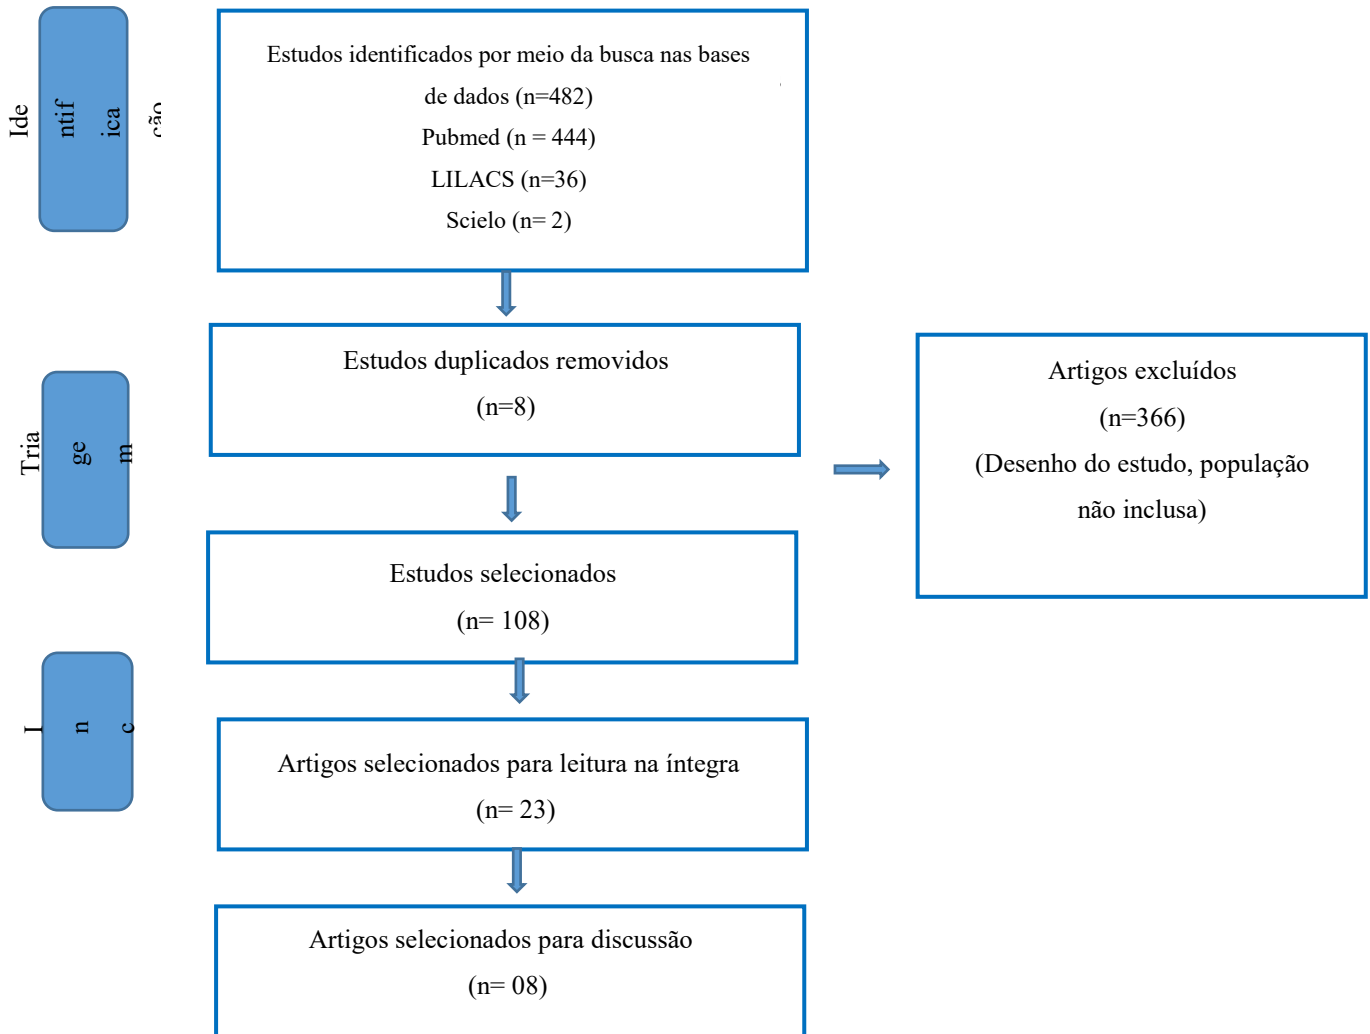 Ide
ntif
ica
ção
Estudos identificados por meio da busca nas bases
de dados (n=482)
Pubmed (n = 444)
LILACS (n=36)
Scielo (n= 2)
Estudos duplicados removidos
(n=8)
Artigos excluídos
(n=366)
(Desenho do estudo, população
não inclusa)
Tria
ge
m
Estudos selecionados
(n= 108)
I
n
c
Artigos selecionados para leitura na íntegra
(n= 23)
Artigos selecionados para discussão
(n= 08)